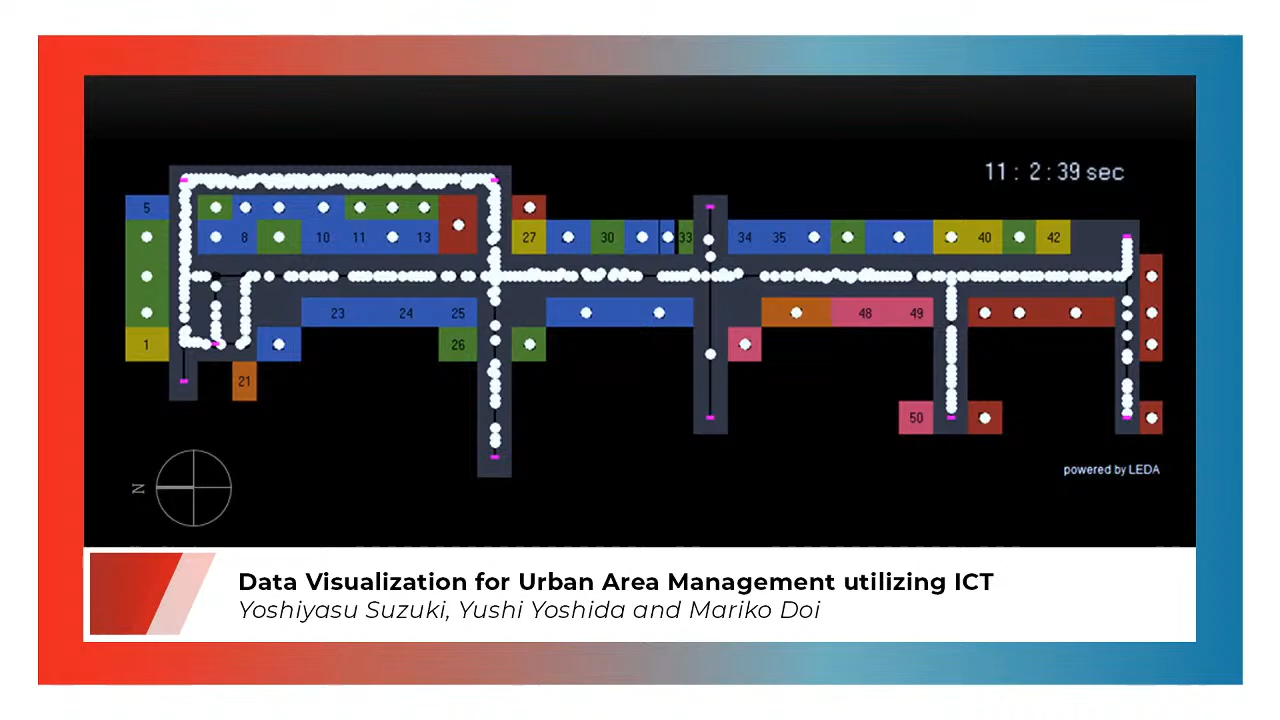 11 : 2 : 39 sec
5
8 10 11 13 27 30 33 34 35 40 42
23 24 25 48 49
1 26
21
50
powered by LEDA
N
Data Visualization for Urban Area Management utilizing ICT
Yoshiyasu Suzuki, Yushi Yoshida and Mariko Doi